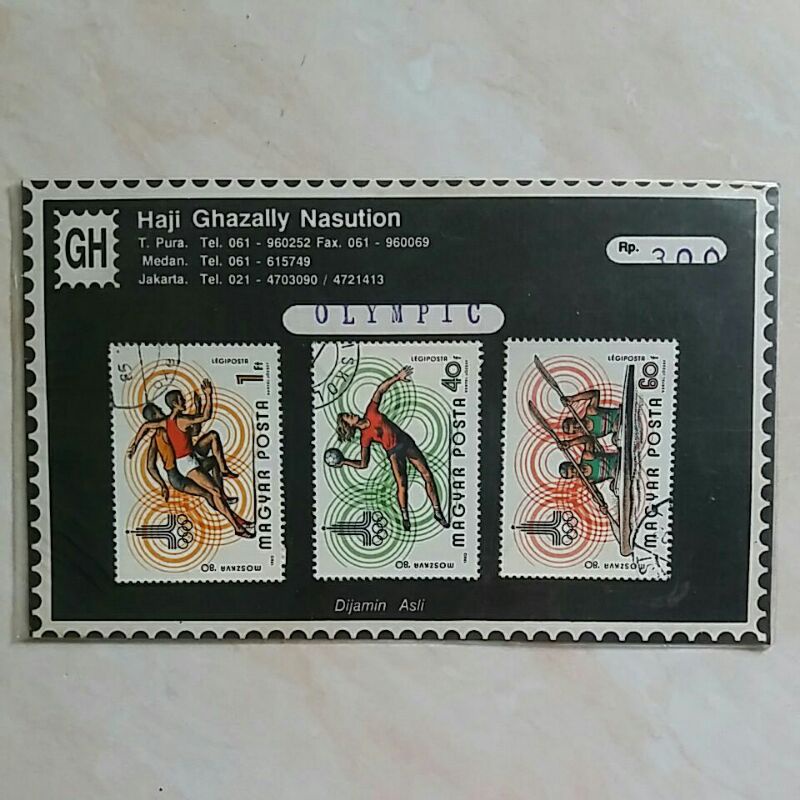 GH
Haji Ghazally Nasution
T. Pura. Tel. 061 - 960252 Fax. 061 - 960069
Medan. Tel. 061 - 615749
Jakarta. Tel. 021 - 4703090 / 4721413
Rp. 300
OLYMPIC
LÉGIPOSTA
1 Ft
MAGYAR POSTA
MOSZKVA '80
1980
LÉGIPOSTA
40 f
MAGYAR POSTA
MOSZKVA '80
1980
LÉGIPOSTA
60 f
MAGYAR POSTA
MOSZKVA '80
Dijamin Asli